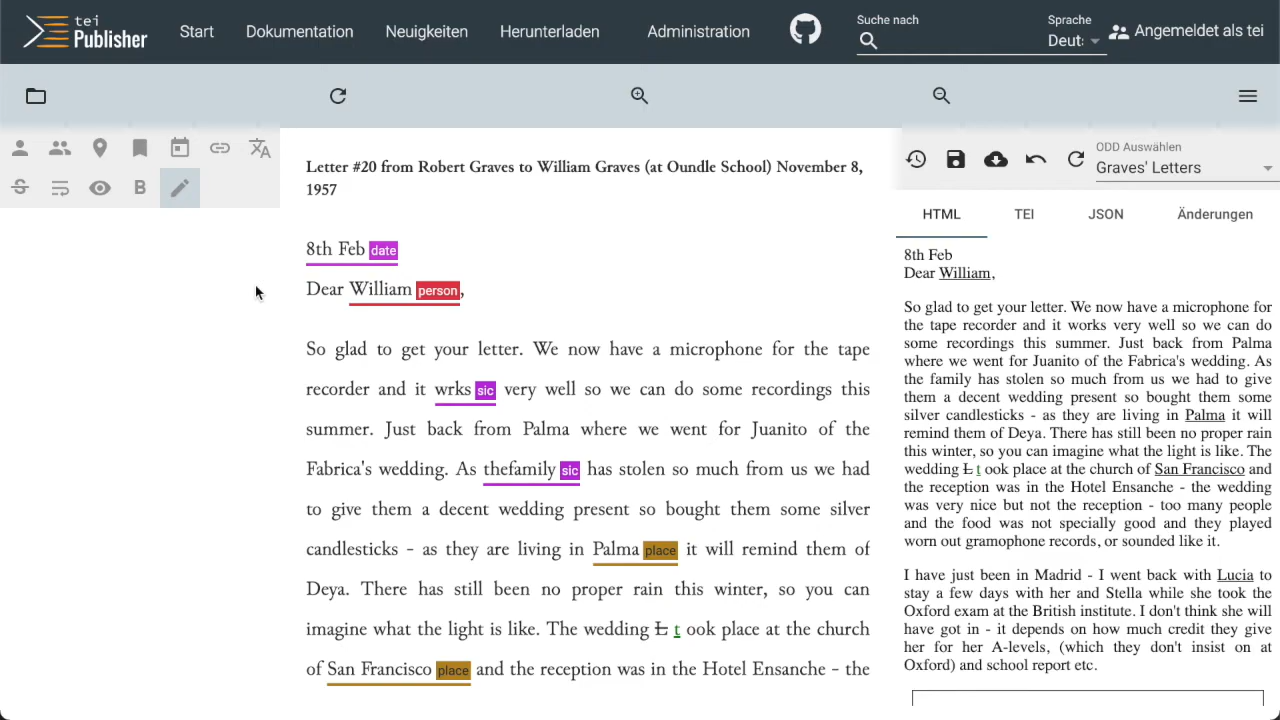 tei
Publisher
Start
Dokumentation
Neuigkeiten
Herunterladen
Administration
Suche nach
Sprache
Deut:
Angemeldet als tei
B
ODD Auswählen
Graves' Letters
HTML
TEI
JSON
Änderungen
Letter #20 from Robert Graves to William Graves (at Oundle School) November 8,
1957
8th Feb date
Dear William person,
So glad to get your letter. We now have a microphone for the tape
recorder and it wrks sic very well so we can do some recordings this
summer. Just back from Palma where we went for Juanito of the
Fabrica's wedding. As thefamily sic has stolen so much from us we had
to give them a decent wedding present so bought them some silver
candlesticks - as they are living in Palma place it will remind them of
Deya. There has still been no proper rain this winter, so you can
imagine what the light is like. The wedding L t ook place at the church
of San Francisco place and the reception was in the Hotel Ensanche - the
8th Feb
Dear William,
So glad to get your letter. We now have a microphone for
the tape recorder and it works very well so we can do
some recordings this summer. Just back from Palma
where we went for Juanito of the Fabrica's wedding. As
the family has stolen so much from us we had to give
them a decent wedding present so bought them some
silver candlesticks - as they are living in Palma it will
remind them of Deya. There has still been no proper rain
this winter, so you can imagine what the light is like. The
wedding L t ook place at the church of San Francisco and
the reception was in the Hotel Ensanche - the wedding
was very nice but not the reception - too many people
and the food was not specially good and they played
worn out gramophone records, or sounded like it.
I have just been in Madrid - I went back with Lucia to
stay a few days with her and Stella while she took the
Oxford exam at the British institute. I don't think she will
have got in - it depends on how much credit they give
her for her A-levels, (which they don't insist on at
Oxford) and school report etc.